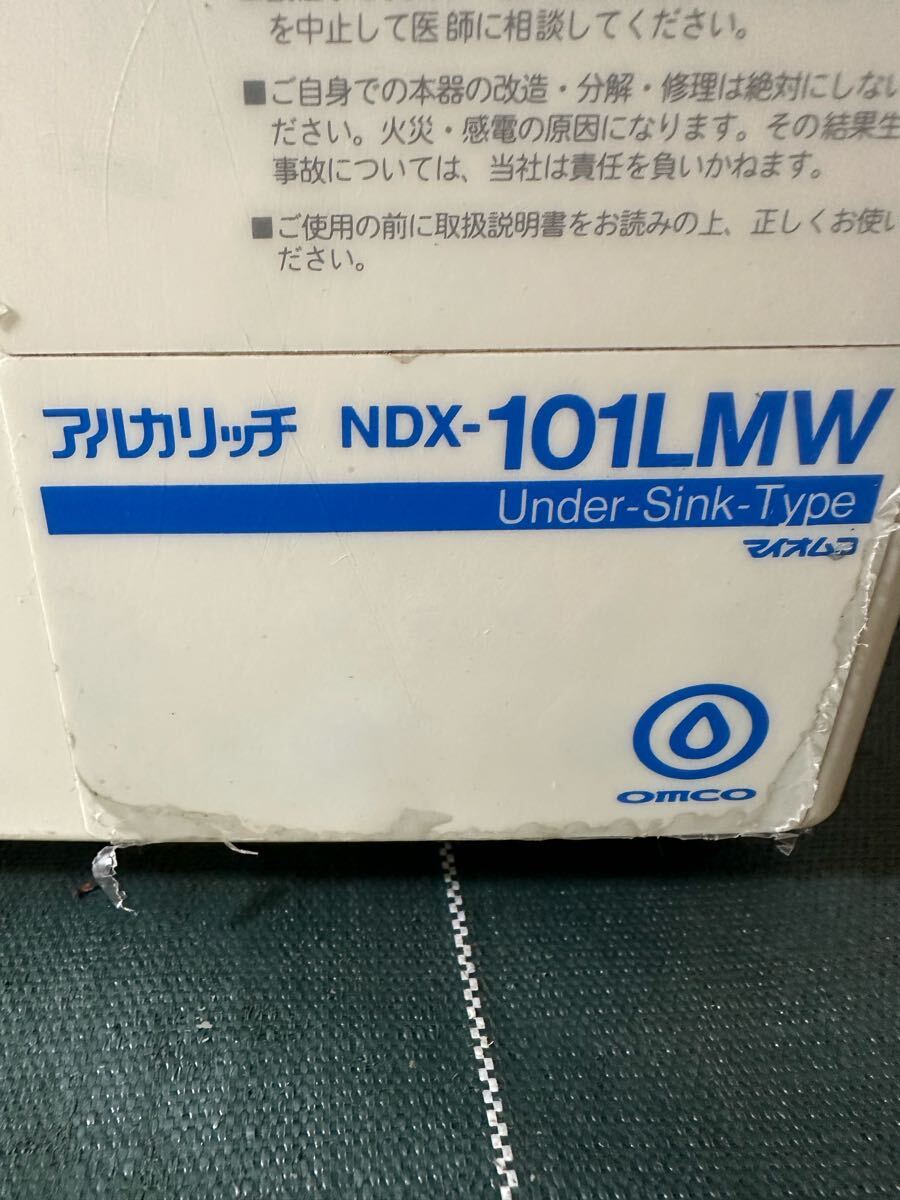 を中止して医師に相談してください。
■ご自身での本器の改造・分解・修理は絶対にしない
ださい。火災・感電の原因になります。その結果生
事故については、当社は責任を負いかねます。
■ご使用の前に取扱説明書をお読みの上、正しくお使い
ださい。
アルカリッチ NDX-101LMW
Under-Sink-Type
マイオムコ
OMCO